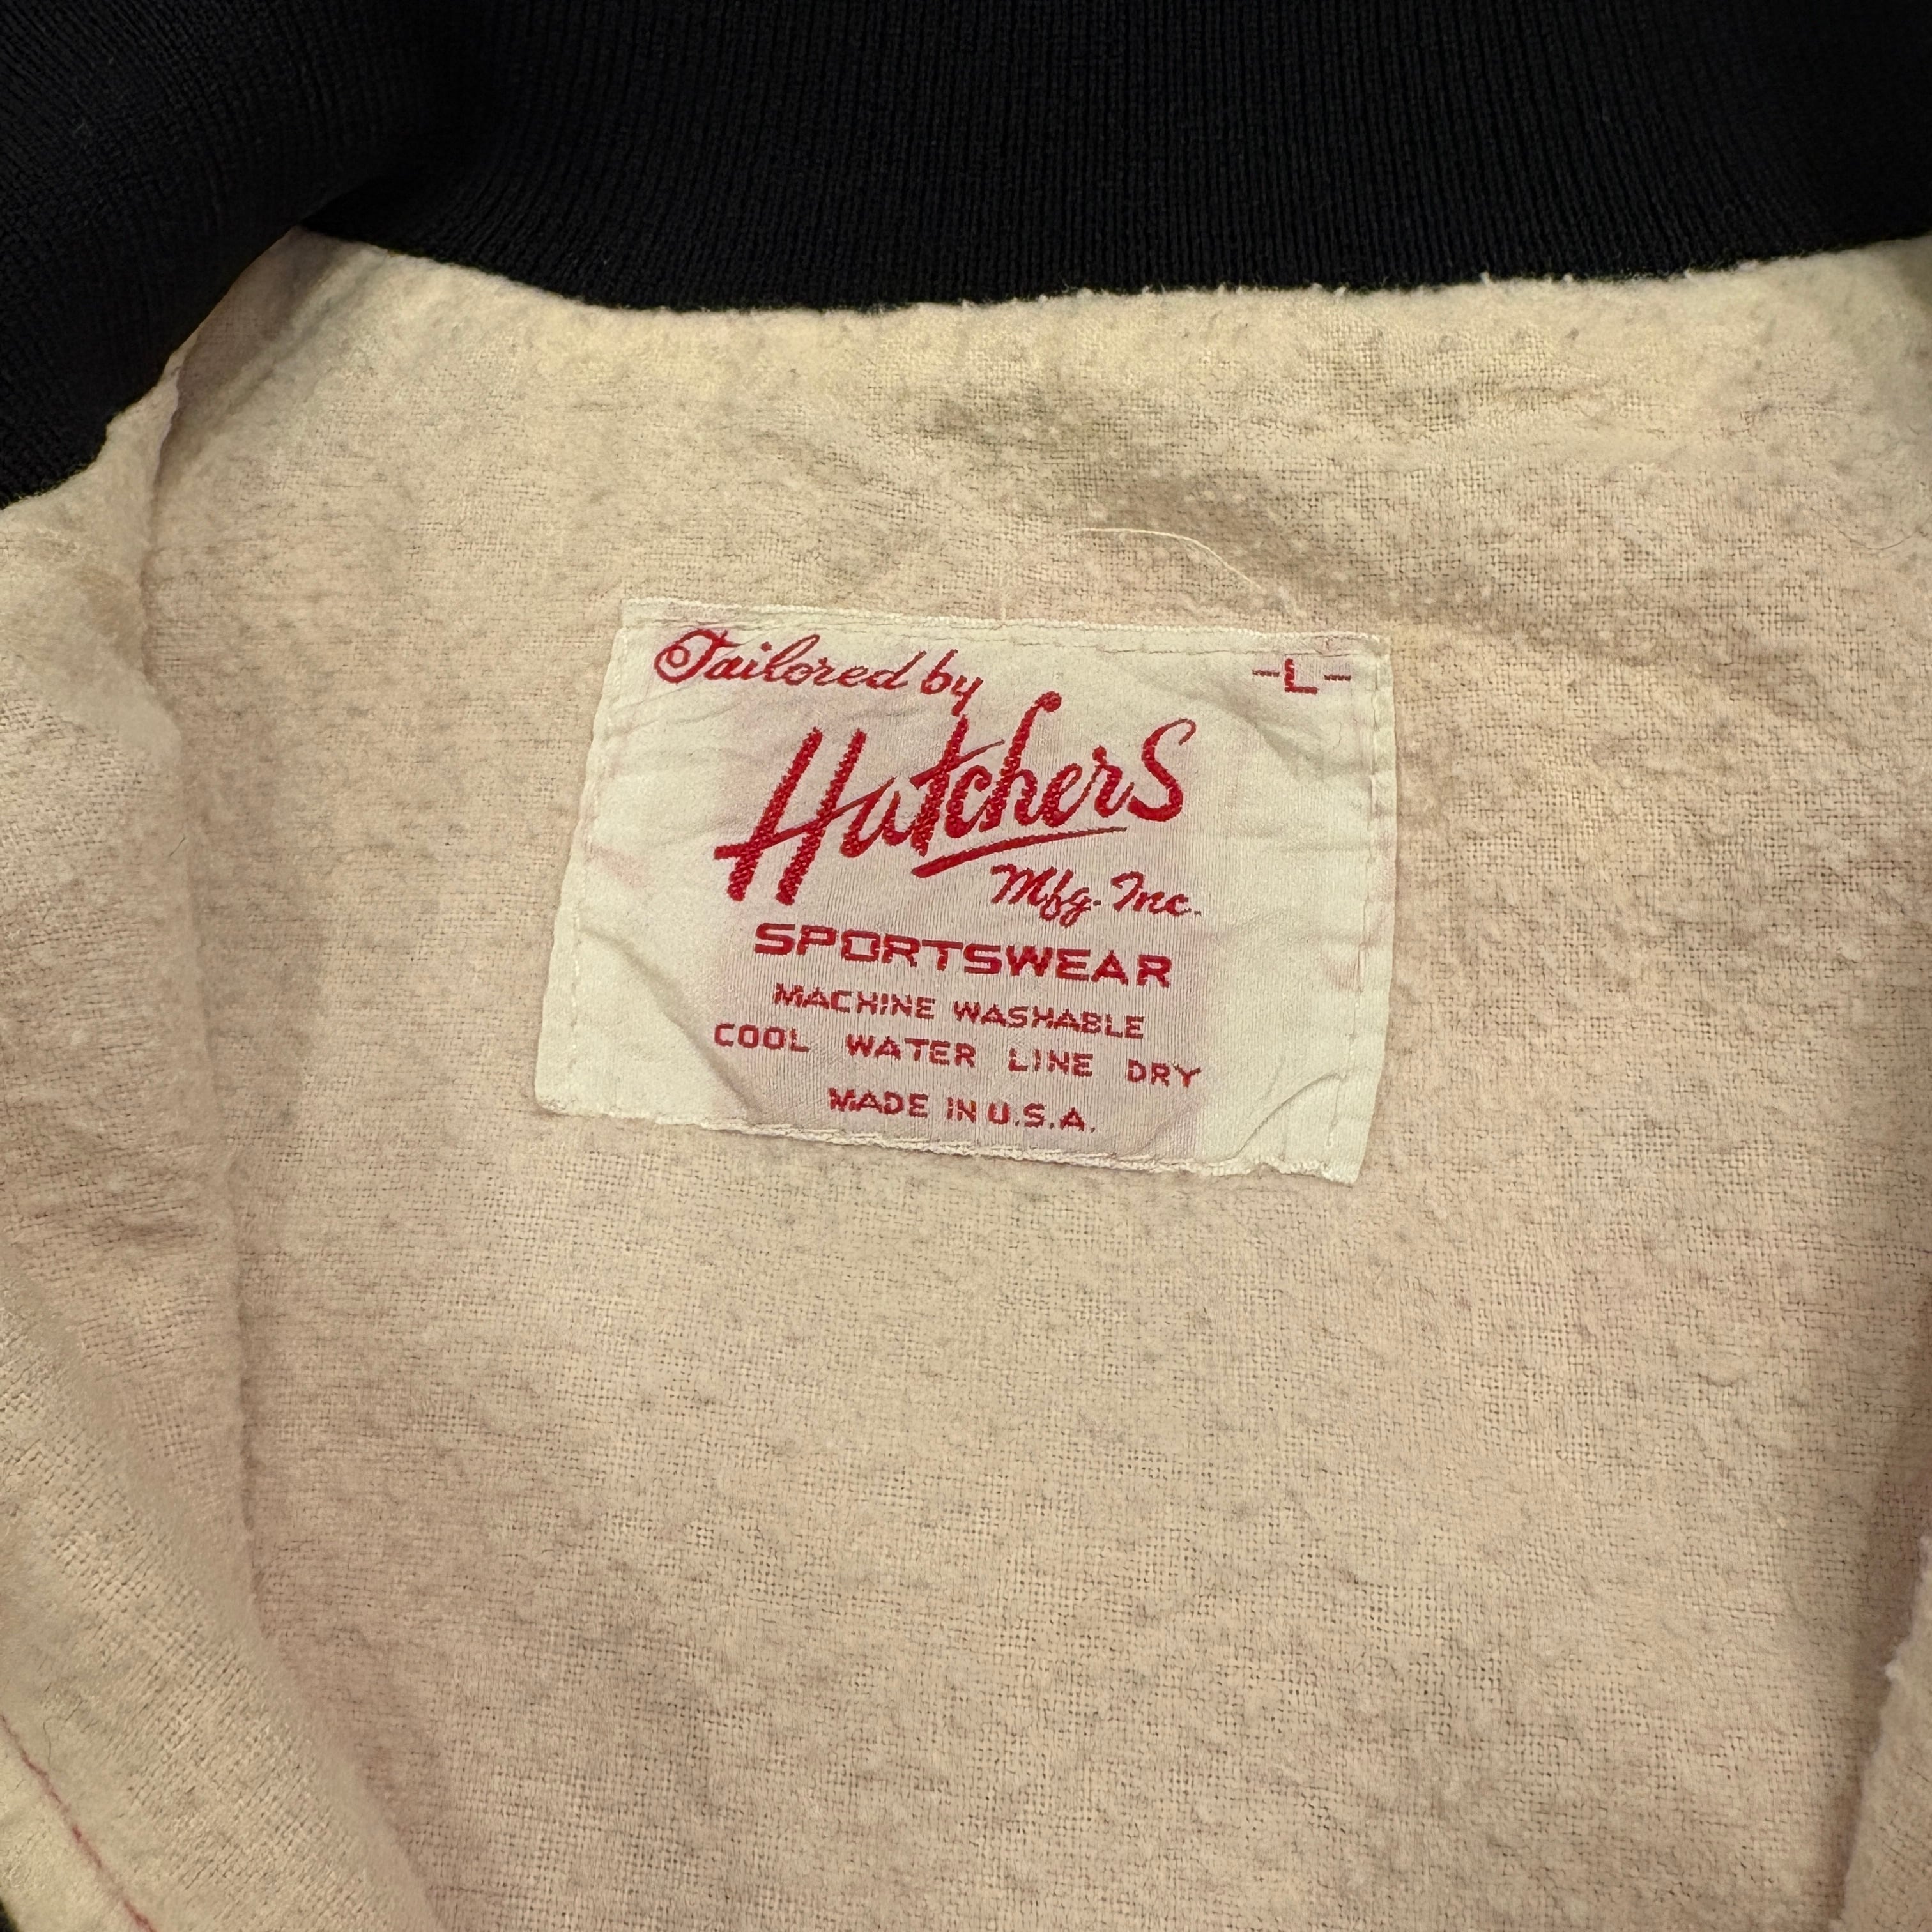 Tailored by
-L-
Hutchers
Mfg. Inc.
SPORTSWEAR
MACHINE WASHABLE
COOL WATER LINE DRY
MADE IN U.S.A.